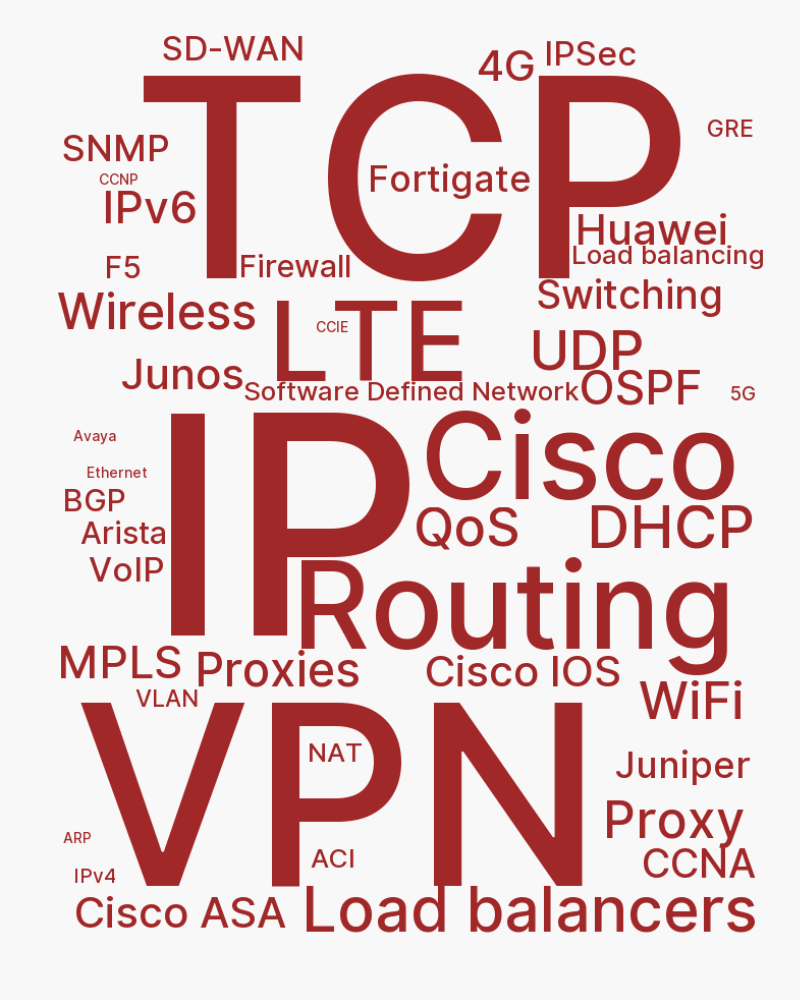 SD-WAN
4G
IPSec
TCP
GRE
SNMP
CCNP
Fortigate
IPv6
Huawei
Load balancing
F5
Firewall
Switching
Wireless
LTE
CCIE
UDP
Junos
Software Defined Network
OSPF
5G
Avaya
IP
Cisco
Ethernet
BGP
QoS
DHCP
Arista
VoIP
Routing
MPLS
Proxies
Cisco IOS
VLAN
WiFi
VPN
NAT
Juniper
Proxy
ARP
ACI
CCNA
IPv4
Cisco ASA
Load balancers